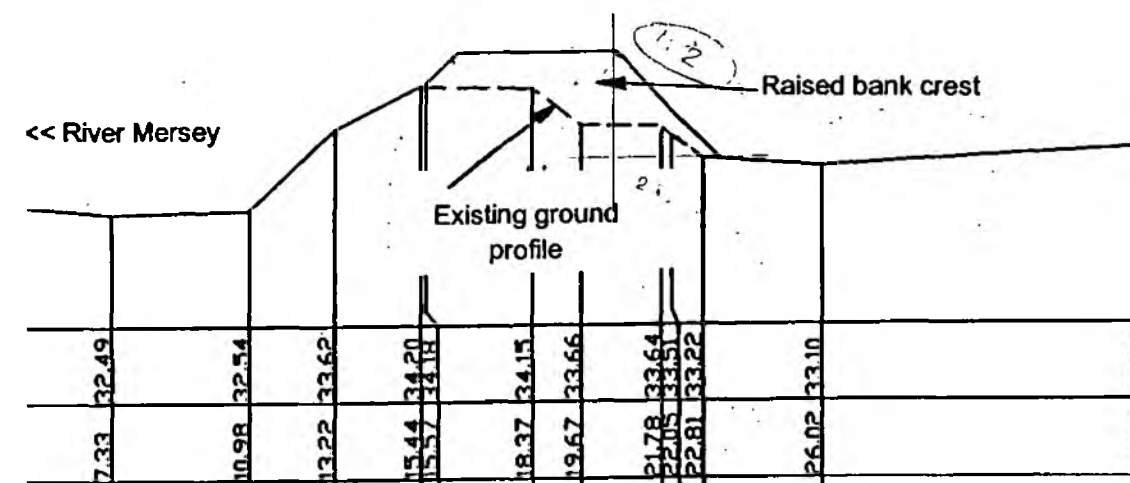 1:2
Raised bank crest
<< River Mersey
2
Existing ground
profile
32.49 32.54 33.62 34.20 34.18 34.15 33.66 33.64 33.51 33.22 33.10
7.33 10.98 13.22 15.44 15.57 18.37 19.67 21.78 22.05 22.81 26.02